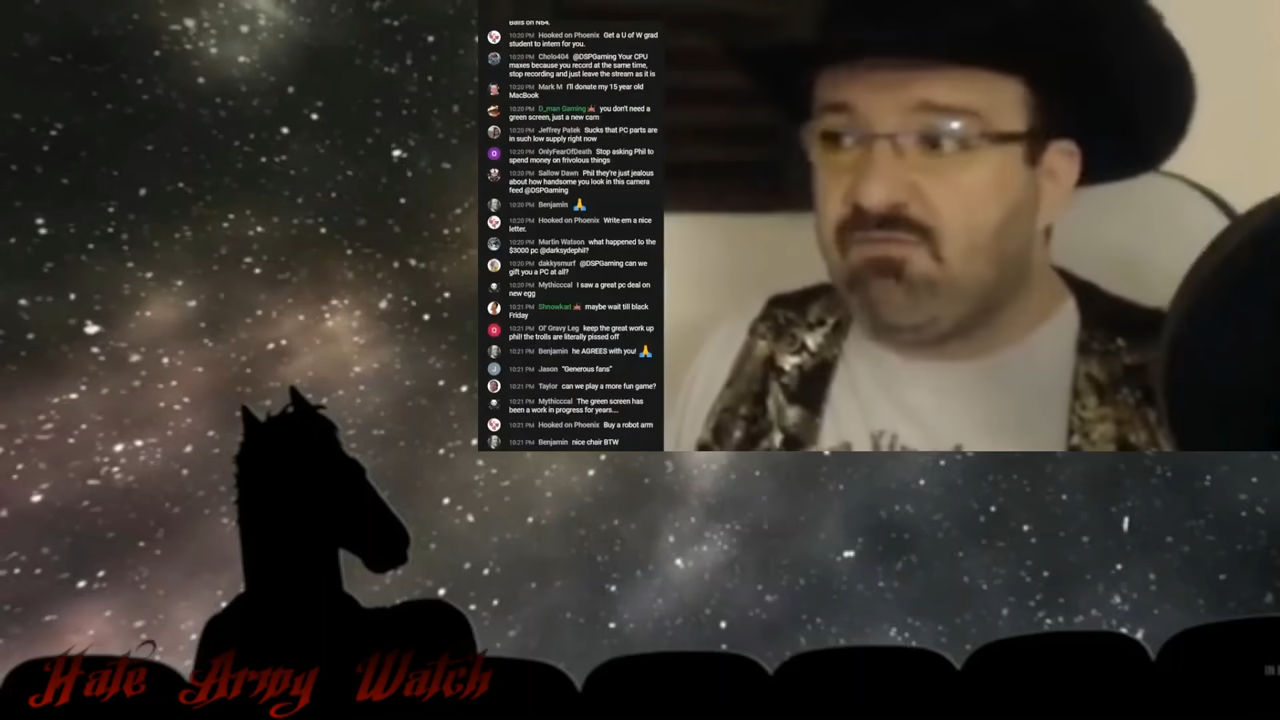 Balls on N64.
10:20 PM Hooked on Phoenix Get a U of W grad
student to intern for you.
10:20 PM Cholo404 @DSPGaming Your CPU
maxes because you record at the same time,
stop recording and just leave the stream as it is
10:20 PM Mark M I'll donate my 15 year old
MacBook
10:20 PM D_man Gaming you don't need a
green screen, just a new cam
10:20 PM Jeffrey Patek Sucks that PC parts are
in such low supply right now
O 10:20 PM OnlyFearOfDeath Stop asking Phil to
spend money on frivolous things
10:20 PM Sallow Dawn Phil they're just jealous
about how handsome you look in this camera
feed @DSPGaming
10:20 PM Benjamin 🙏
10:20 PM Hooked on Phoenix Write em a nice
letter.
10:20 PM Martin Watson what happened to the
$3000 pc @darksydephil?
10:20 PM dakkysmurf @DSPGaming can we
gift you a PC at all?
10:20 PM Mythicccal I saw a great pc deal on
new egg
10:21 PM Shnowkar! maybe wait till black
Friday
O 10:21 PM Ol' Gravy Leg keep the great work up
phil! the trolls are literally pissed off
10:21 PM Benjamin he AGREES with you! 🙏
J 10:21 PM Jason "Generous fans"
10:21 PM Taylor can we play a more fun game?
10:21 PM Mythicccal The green screen has
been a work in progress for years....
10:21 PM Hooked on Phoenix Buy a robot arm
10:21 PM Benjamin nice chair BTW
Hate Army Watch